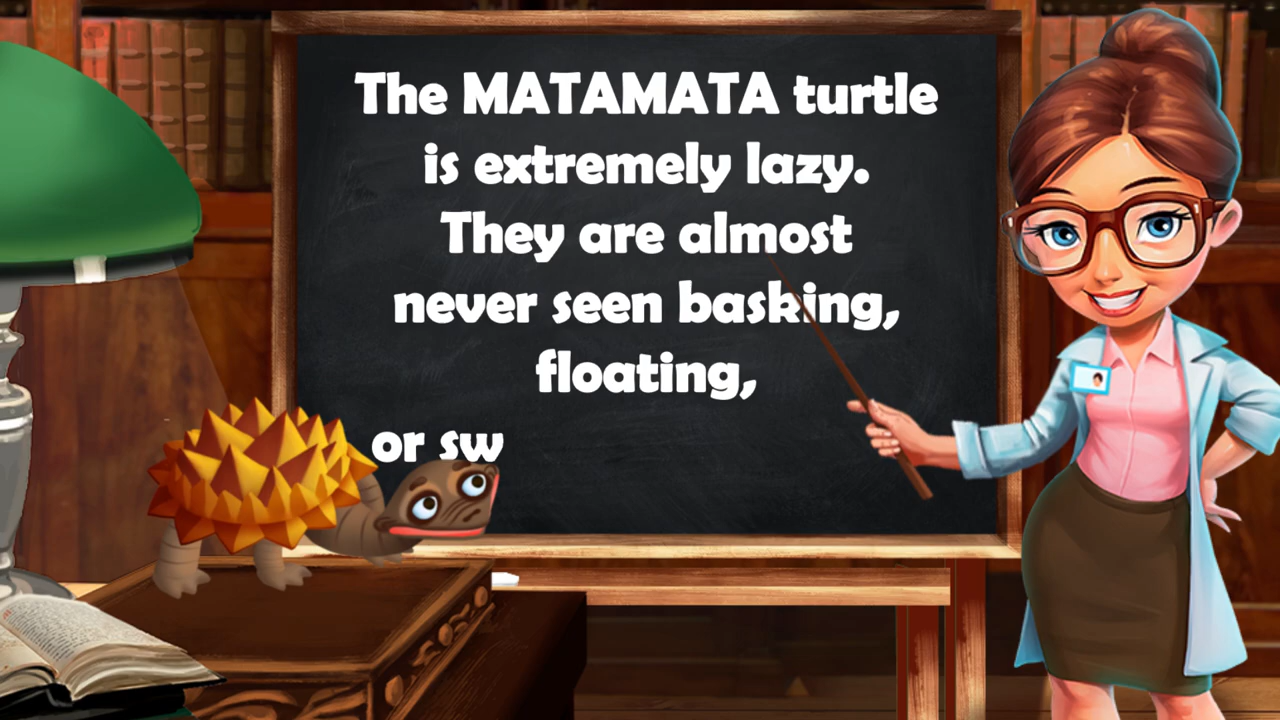 The MATAMATA turtle
is extremely lazy.
They are almost
never seen basking,
floating,
or sw